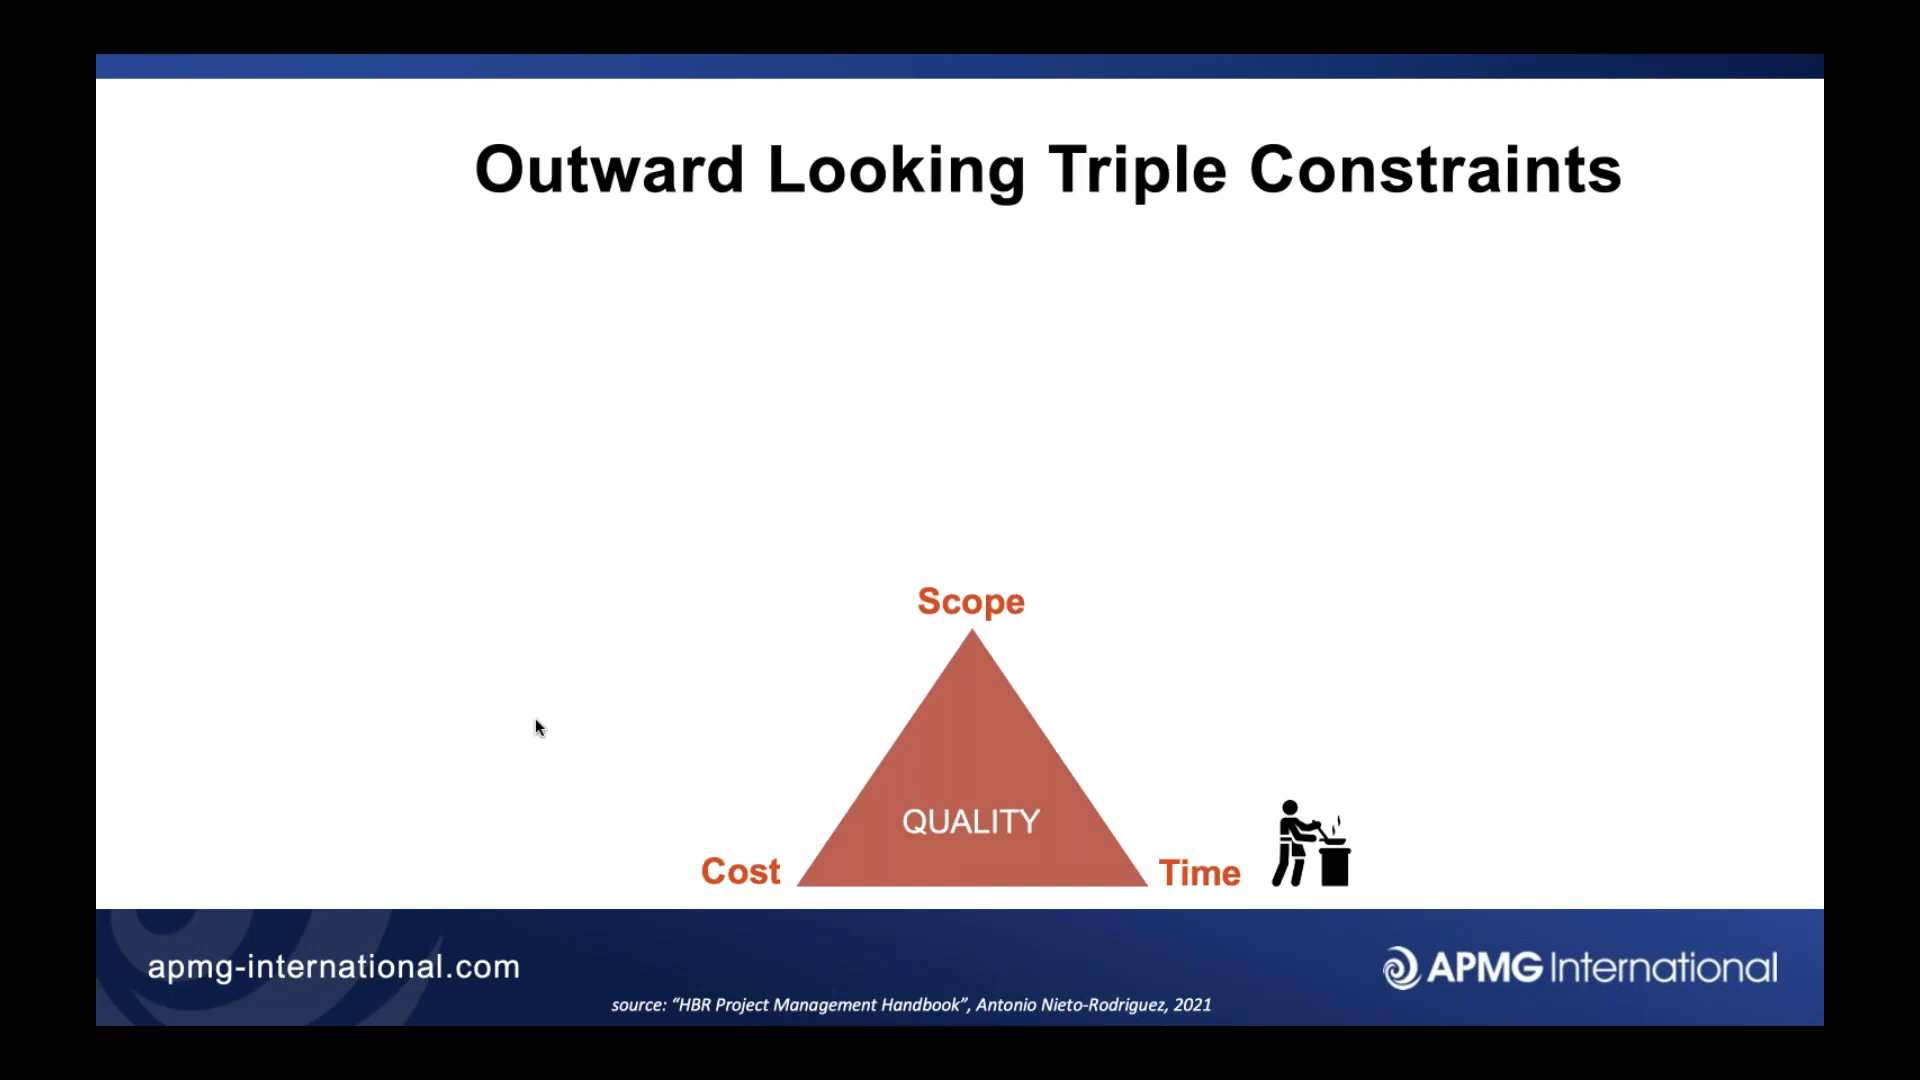 Outward Looking Triple Constraints
Scope
QUALITY
Cost
Time
apmg-international.com
APMG International
source: “HBR Project Management Handbook”, Antonio Nieto-Rodriguez, 2021